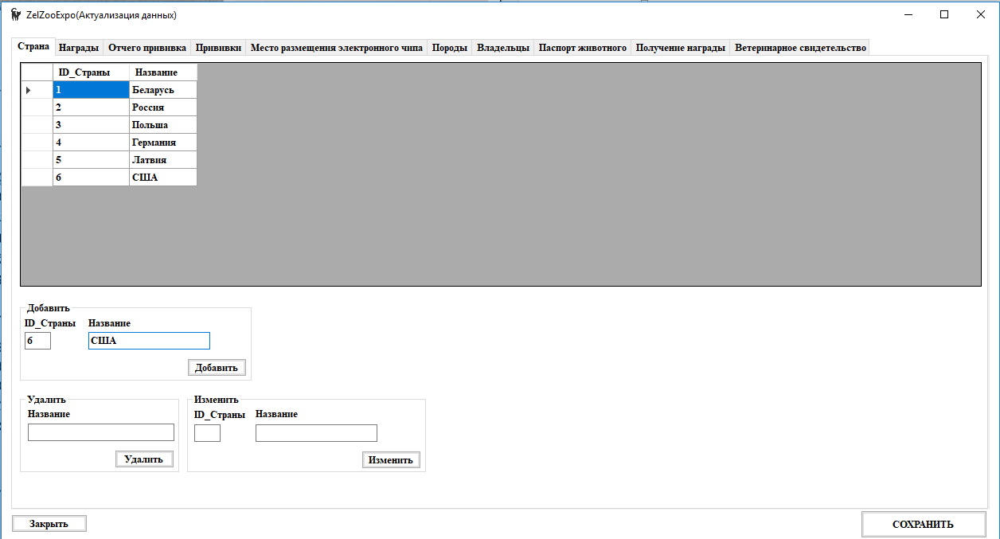 ZelZooExpo(Актуализация данных)
Страна Награды Отчего прививка Прививки Место размещения электронного чипа Породы Владельцы Паспорт животного Получение награды Ветеринарное свидетельство
ID_Страны Название
1 Беларусь
2 Россия
3 Польша
4 Германия
5 Латвия
6 США
Добавить
ID_Страны Название
6 США
Добавить
Удалить
Название
Удалить
Изменить
ID_Страны Название
Изменить
Закрыть
СОХРАНИТЬ